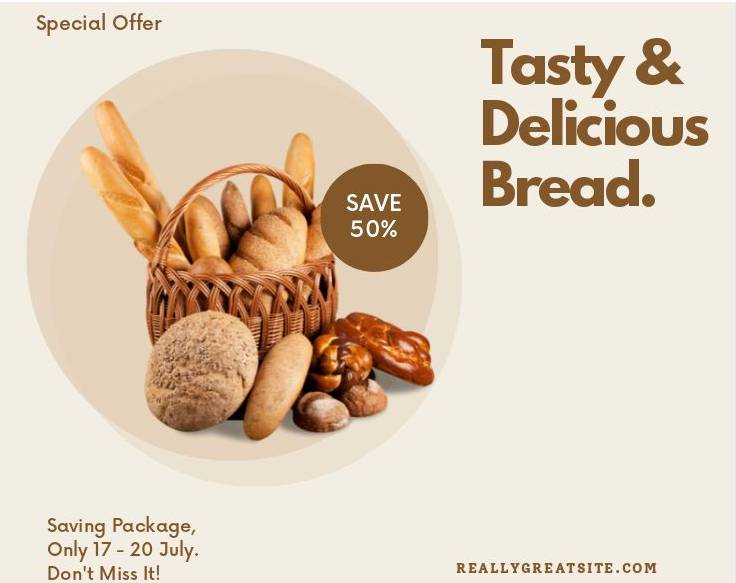 Special Offer
Tasty &
Delicious
Bread.
SAVE
50%
Saving Package,
Only 17 - 20 July.
Don't Miss It!
REALLYGREATSITE.COM